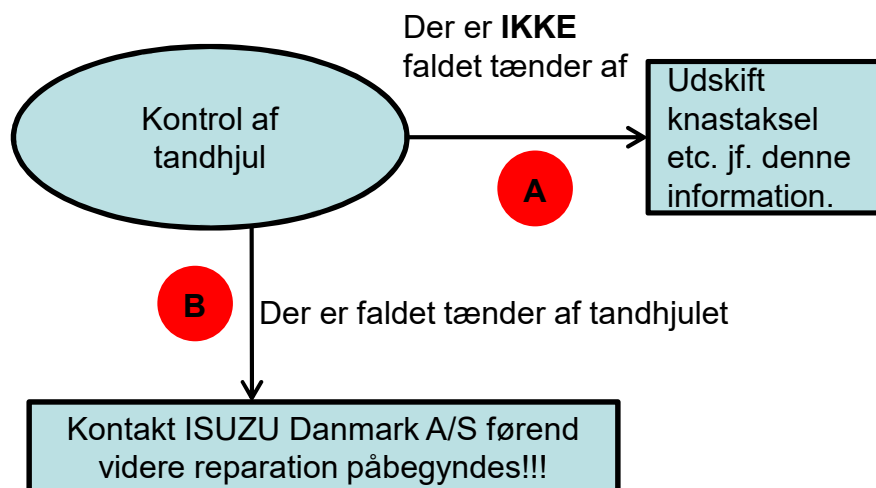 Der er IKKE
faldet tænder af
Kontrol af
tandhjul
Udskift
knastaksel
etc. jf. denne
information.
A
B
Der er faldet tænder af tandhjulet
Kontakt ISUZU Danmark A/S førend
videre reparation påbegyndes!!!